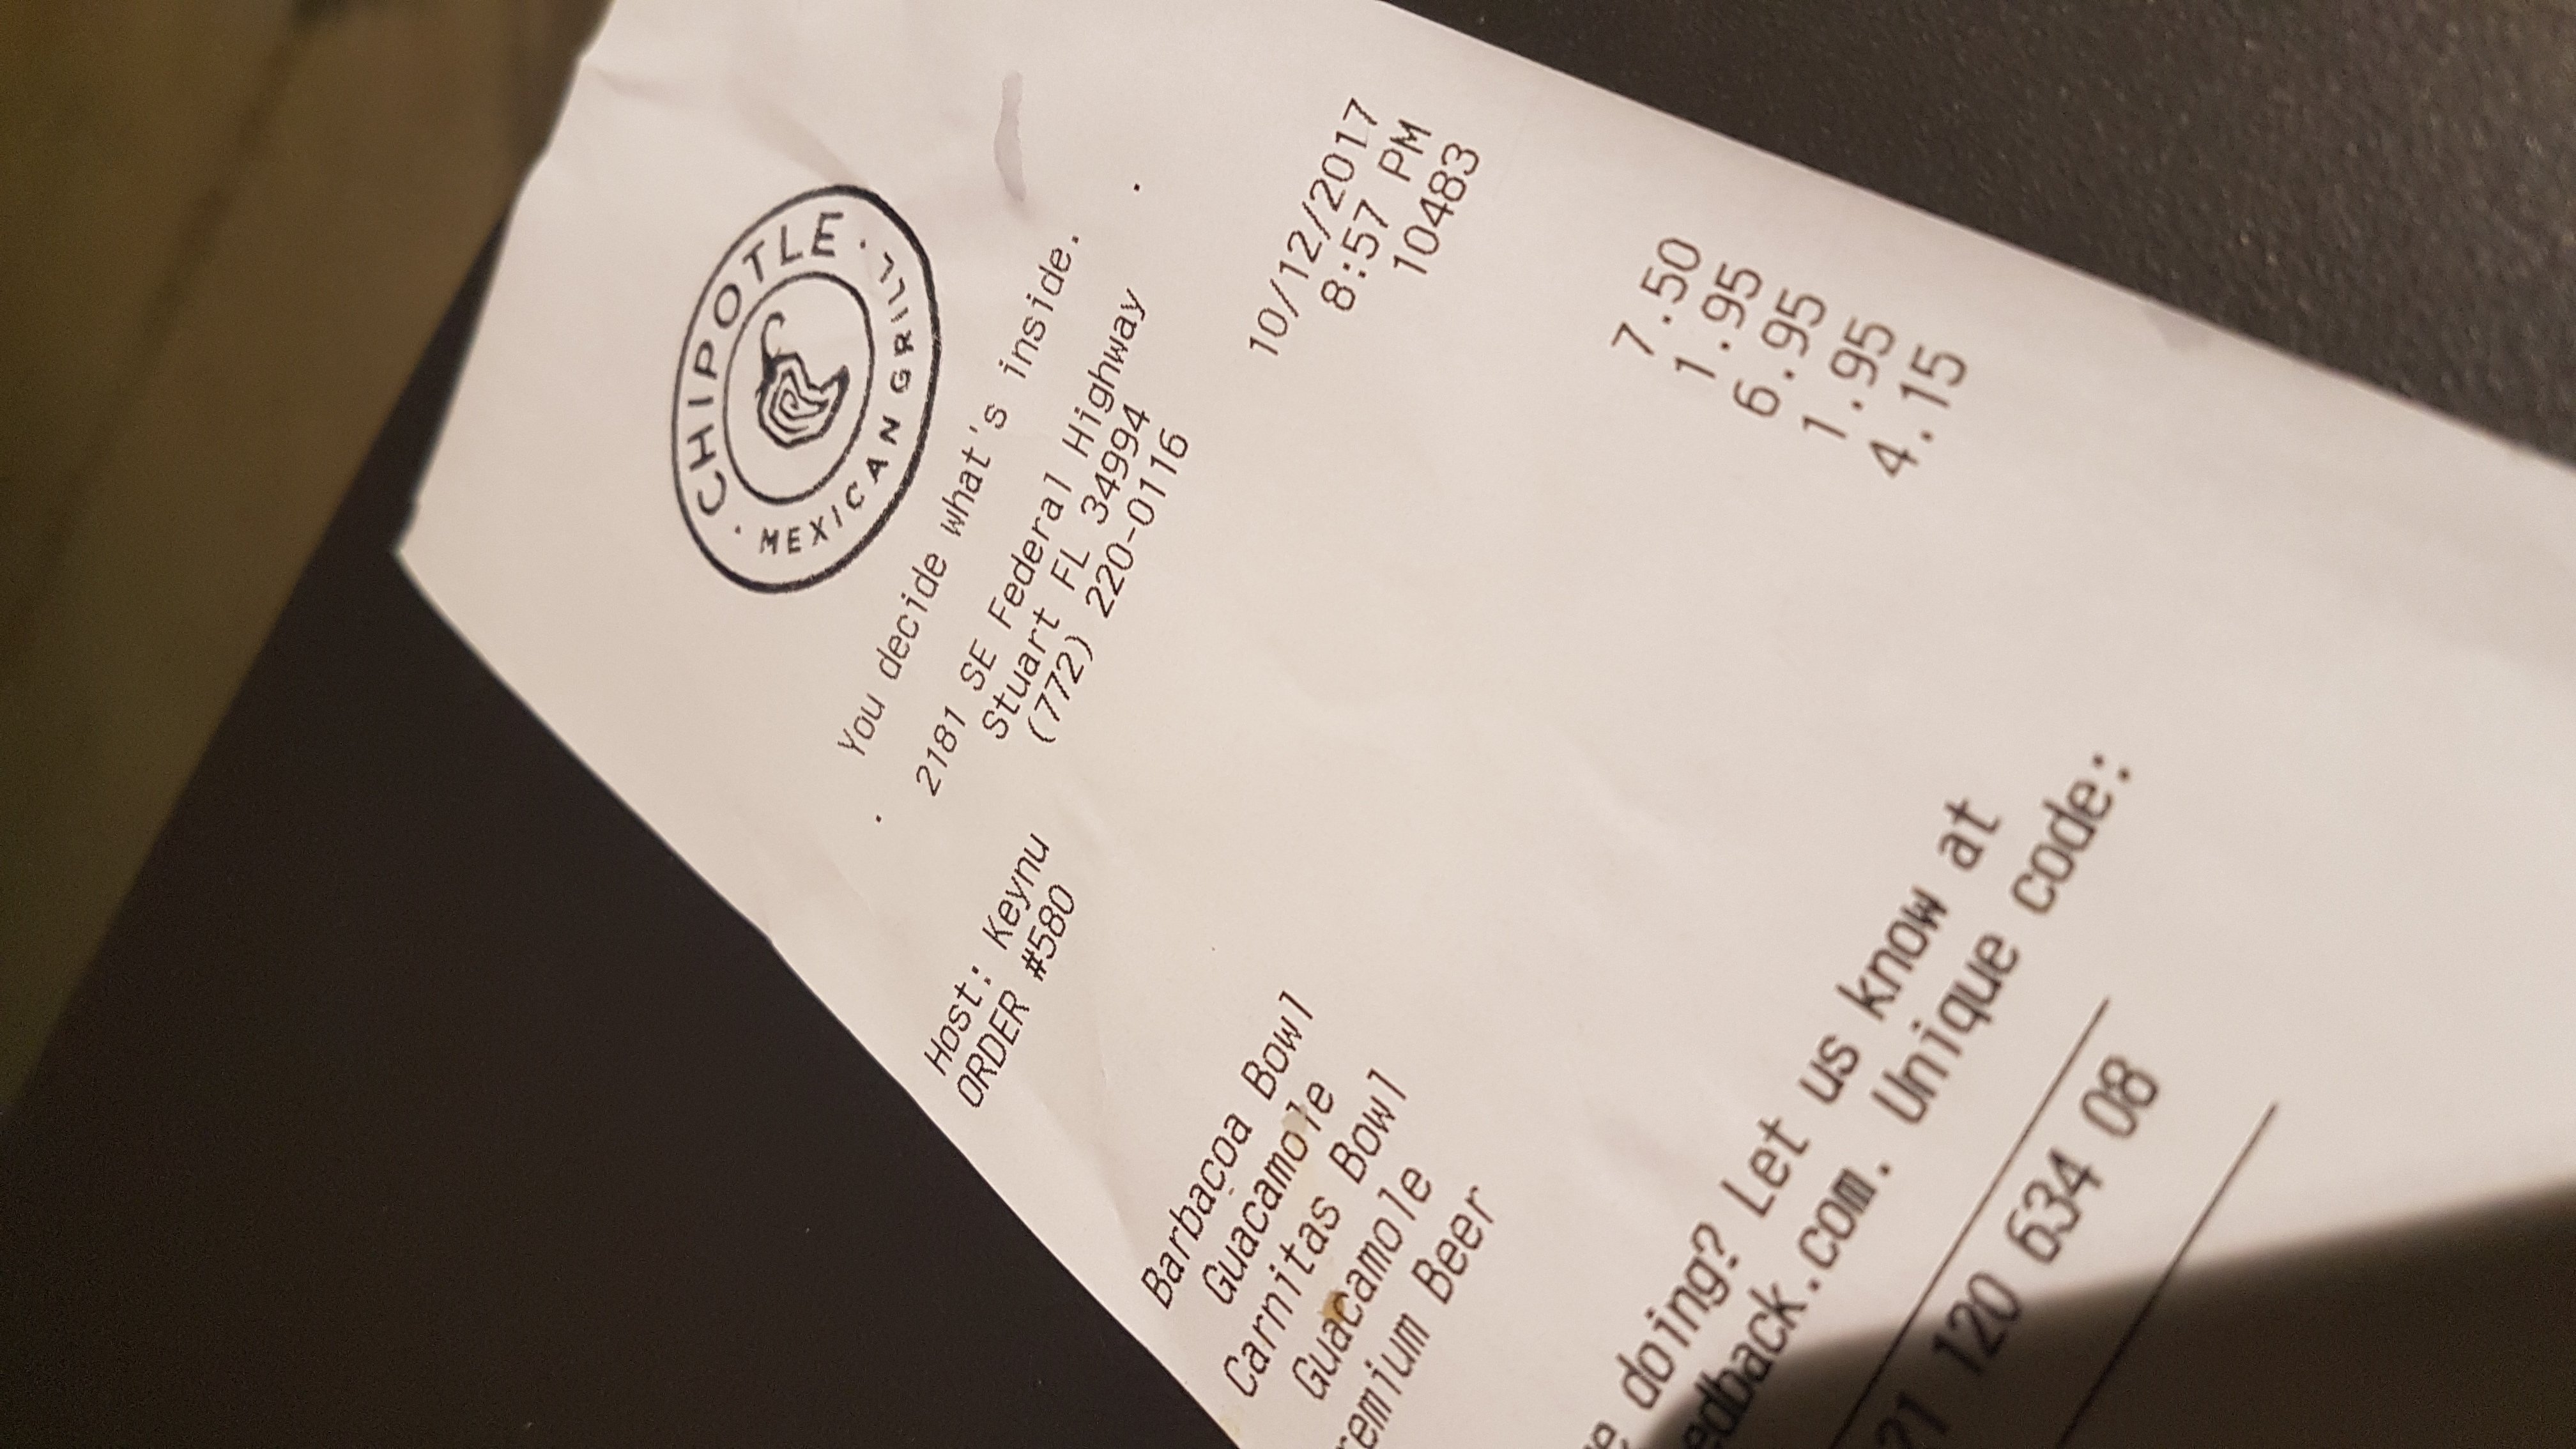 CHIPOTLE
MEXICAN GRILL
You decide what's inside.
. 2181 SE Federal Highway .
Stuart FL 34994
(772) 220-0116
Host: Keynu 10/12/2017
ORDER #580 8:57 PM
10483
Barbacoa Bowl 7.50
Guacamole 1.95
Carnitas Bowl 6.95
Guacamole 1.95
remium Beer 4.15
doing? Let us know at
edback.com. Unique code:
21 120 634 08